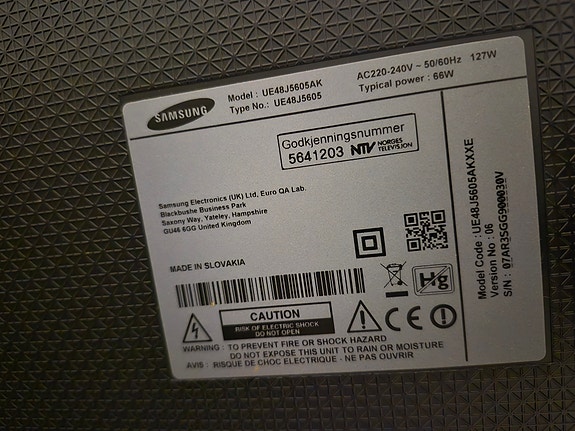 SAMSUNG
Model : UE48J5605AK
Type No.: UE48J5605
AC220-240V ~ 50/60Hz 127W
Typical power : 66W
Godkjenningsnummer
5641203 NTV NORGES TELEVISJON
Samsung Electronics (UK) Ltd, Euro QA Lab.
Blackbushe Business Park
Saxony Way, Yateley, Hampshire
GU46 6GG United Kingdom
MADE IN SLOVAKIA
Hg
CAUTION
RISK OF ELECTRIC SHOCK
DO NOT OPEN
CE
WARNING : TO PREVENT FIRE OR SHOCK HAZARD
DO NOT EXPOSE THIS UNIT TO RAIN OR MOISTURE
AVIS : RISQUE DE CHOC ELECTRIQUE - NE PAS OUVRIR
Model Code : UE48J5605AKXXE
Version No : 06
S/N : 07AR3SGG900030V